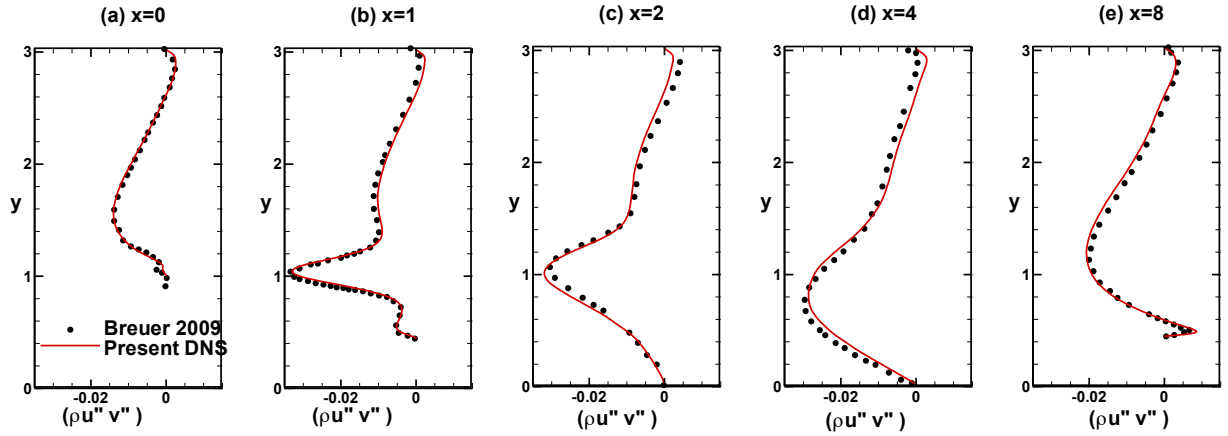 (a) x=0
(b) x=1
(c) x=2
(d) x=4
(e) x=8
3
2
y
1
0
-0.02
0
(ρu" v" )
Breuer 2009
Present DNS
3
2
y
1
0
-0.02
0
(ρu" v" )
3
2
y
1
0
-0.02
0
(ρu" v" )
3
2
y
1
0
-0.02
0
(ρu" v" )
3
2
y
1
0
-0.02
0
(ρu" v" )